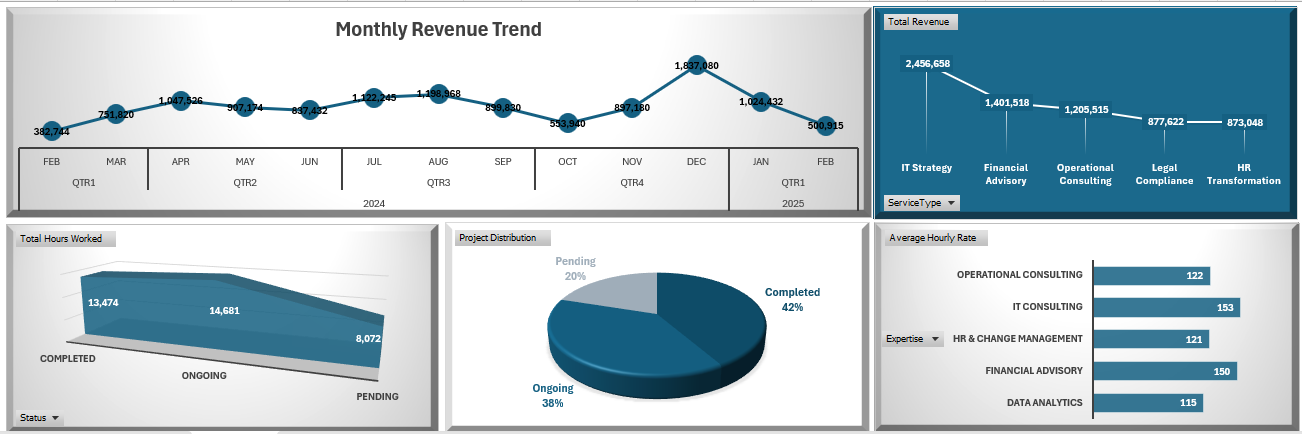 Monthly Revenue Trend
382,744
751,820
1,047,526
907,174
837,432
1,122,245
1,198,968
899,830
553,940
897,180
1,837,080
1,024,432
500,915
FEB MAR APR MAY JUN JUL AUG SEP OCT NOV DEC JAN FEB
QTR1 QTR2 QTR3 QTR4 QTR1
2024 2025
Total Revenue
2,456,658
1,401,518
1,205,515
877,622
873,048
IT Strategy
Financial
Advisory
Operational
Consulting
Legal
Compliance
HR
Transformation
ServiceType
Total Hours Worked
13,474
14,681
8,072
COMPLETED
ONGOING
PENDING
Status
Project Distribution
Pending
20%
Completed
42%
Ongoing
38%
Average Hourly Rate
Expertise
OPERATIONAL CONSULTING 122
IT CONSULTING 153
HR & CHANGE MANAGEMENT 121
FINANCIAL ADVISORY 150
DATA ANALYTICS 115